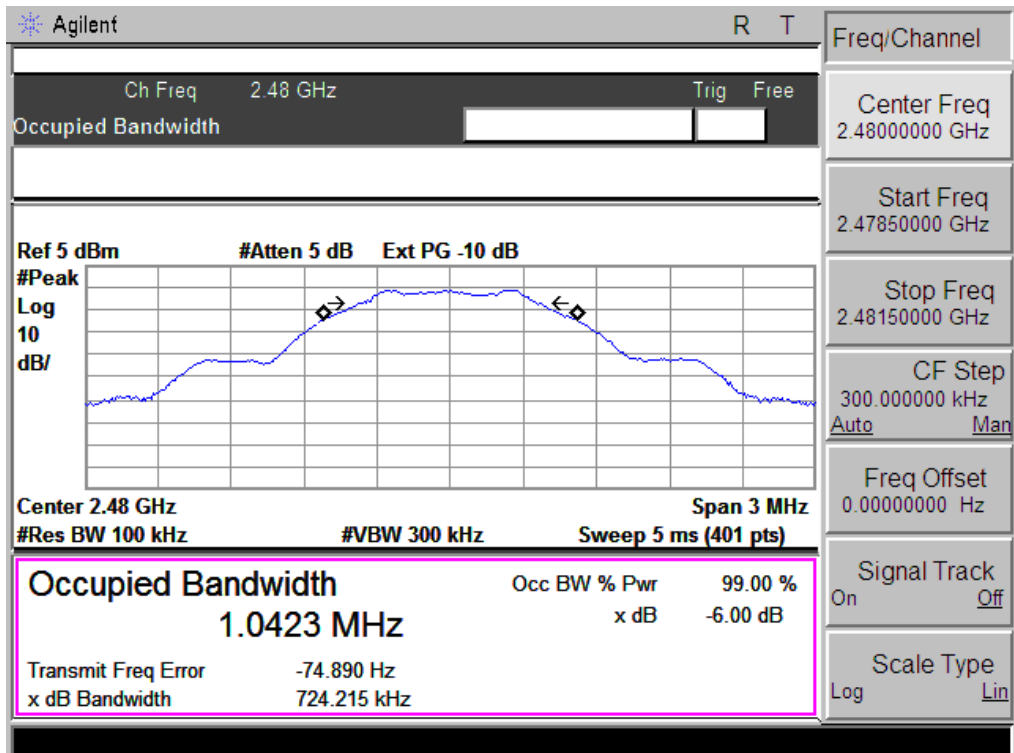 Agilent R T
Ch Freq 2.48 GHz Trig Free
Occupied Bandwidth
Ref 5 dBm #Atten 5 dB Ext PG -10 dB
#Peak
Log
10
dB/
Center 2.48 GHz Span 3 MHz
#Res BW 100 kHz #VBW 300 kHz Sweep 5 ms (401 pts)
Occupied Bandwidth Occ BW % Pwr 99.00 %
1.0423 MHz x dB -6.00 dB
Transmit Freq Error -74.890 Hz
x dB Bandwidth 724.215 kHz
Freq/Channel
Center Freq
2.48000000 GHz
Start Freq
2.47850000 GHz
Stop Freq
2.48150000 GHz
CF Step
300.000000 kHz
Auto Man
Freq Offset
0.00000000 Hz
Signal Track
On Off
Scale Type
Log Lin